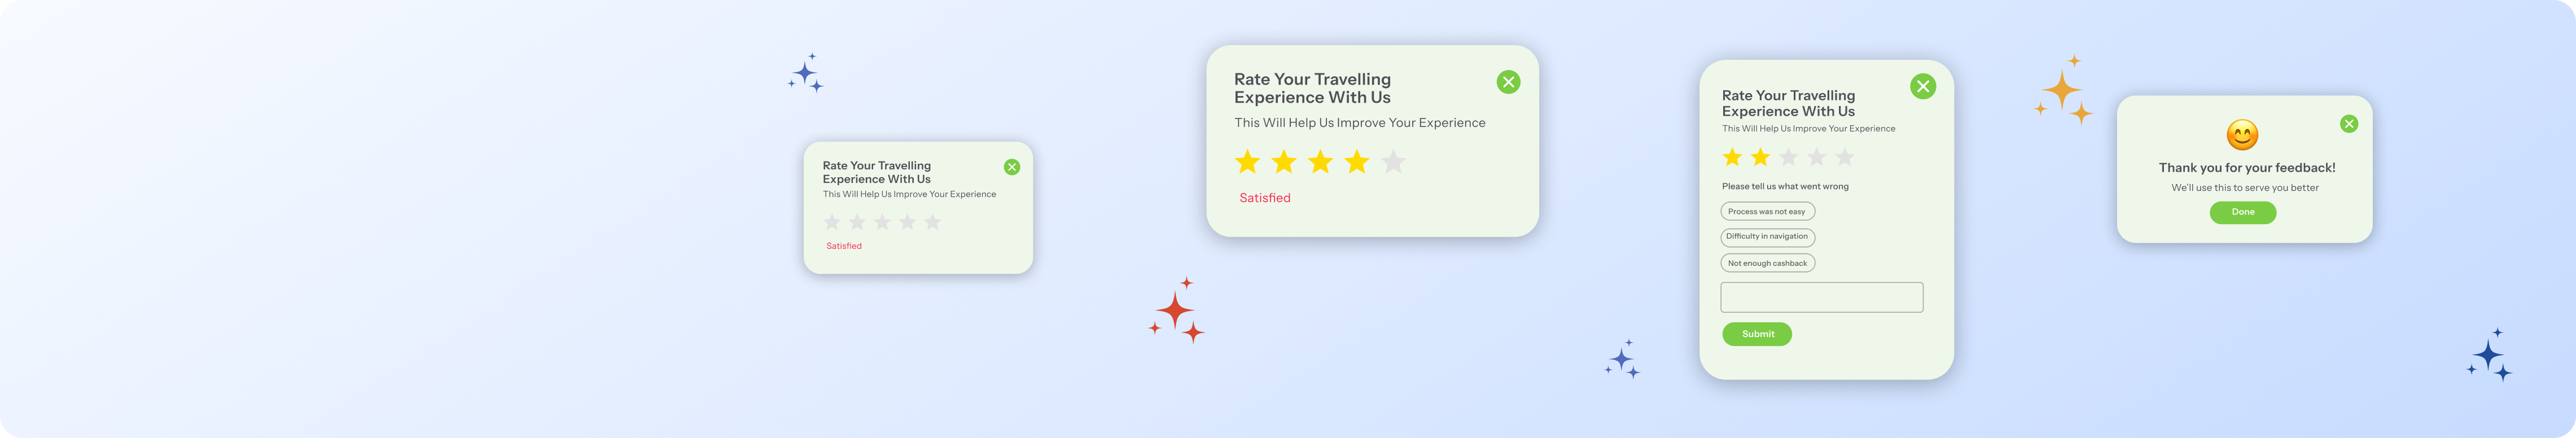 Rate Your Travelling
Experience With Us
This Will Help Us Improve Your Experience
Satisfied
Rate Your Travelling
Experience With Us
This Will Help Us Improve Your Experience
Satisfied
Rate Your Travelling
Experience With Us
This Will Help Us Improve Your Experience
Please tell us what went wrong
Process was not easy
Difficulty in navigation
Not enough cashback
Submit
Thank you for your feedback!
We'll use this to serve you better
Done